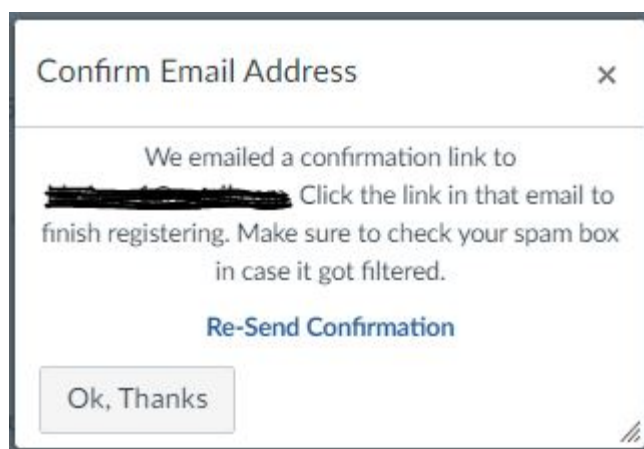 Confirm Email Address
×
We emailed a confirmation link to
Click the link in that email to
finish registering. Make sure to check your spam box
in case it got filtered.
Re-Send Confirmation
Ok, Thanks